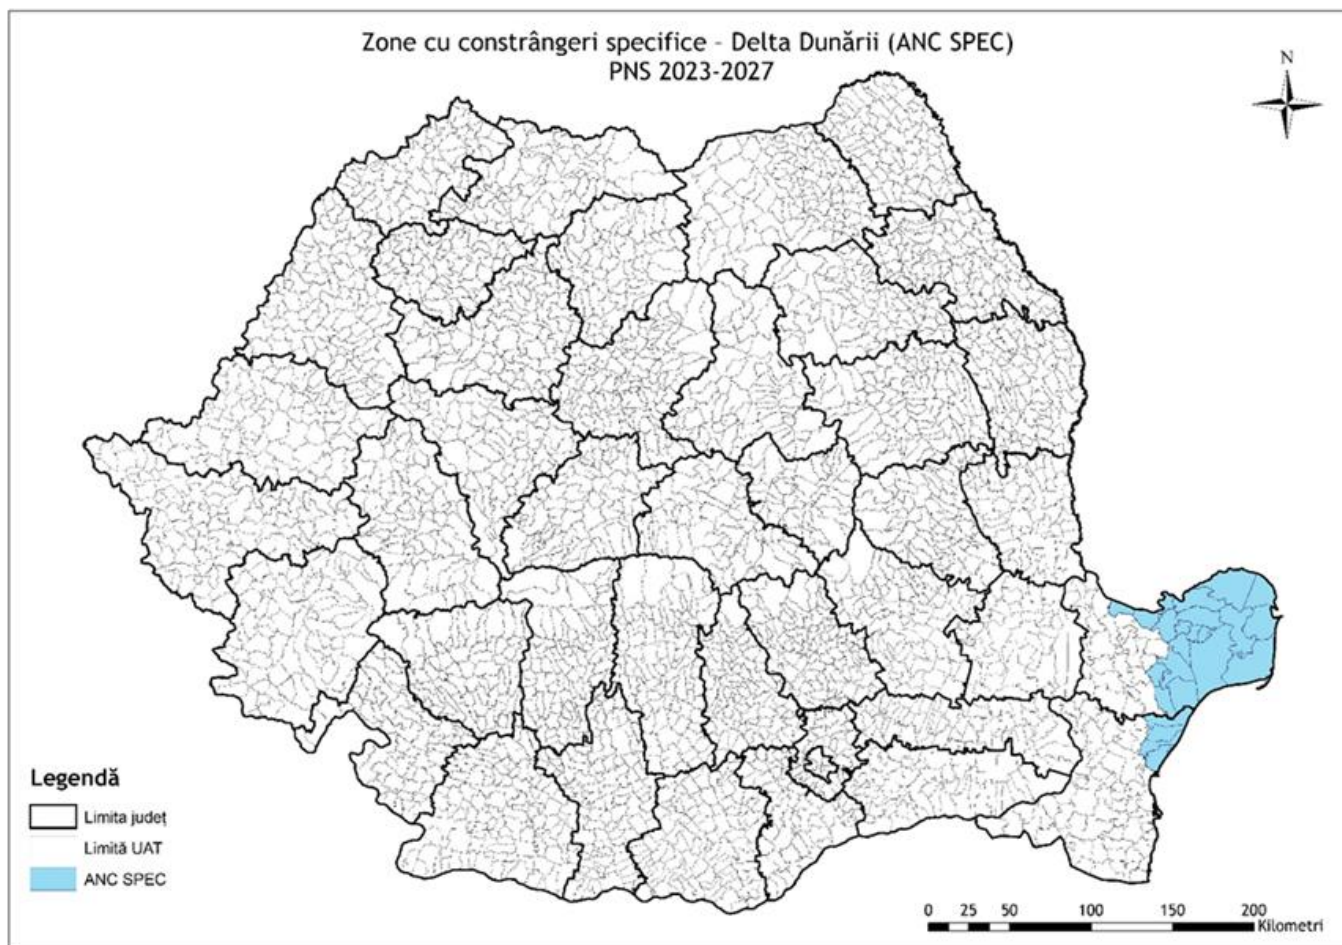 Zone cu constrângeri specifice - Delta Dunării (ANC SPEC)
PNS 2023-2027
N
Legendă
Limita județ
Limită UAT
ANC SPEC
0 25 50 100 150 200
Kilometri